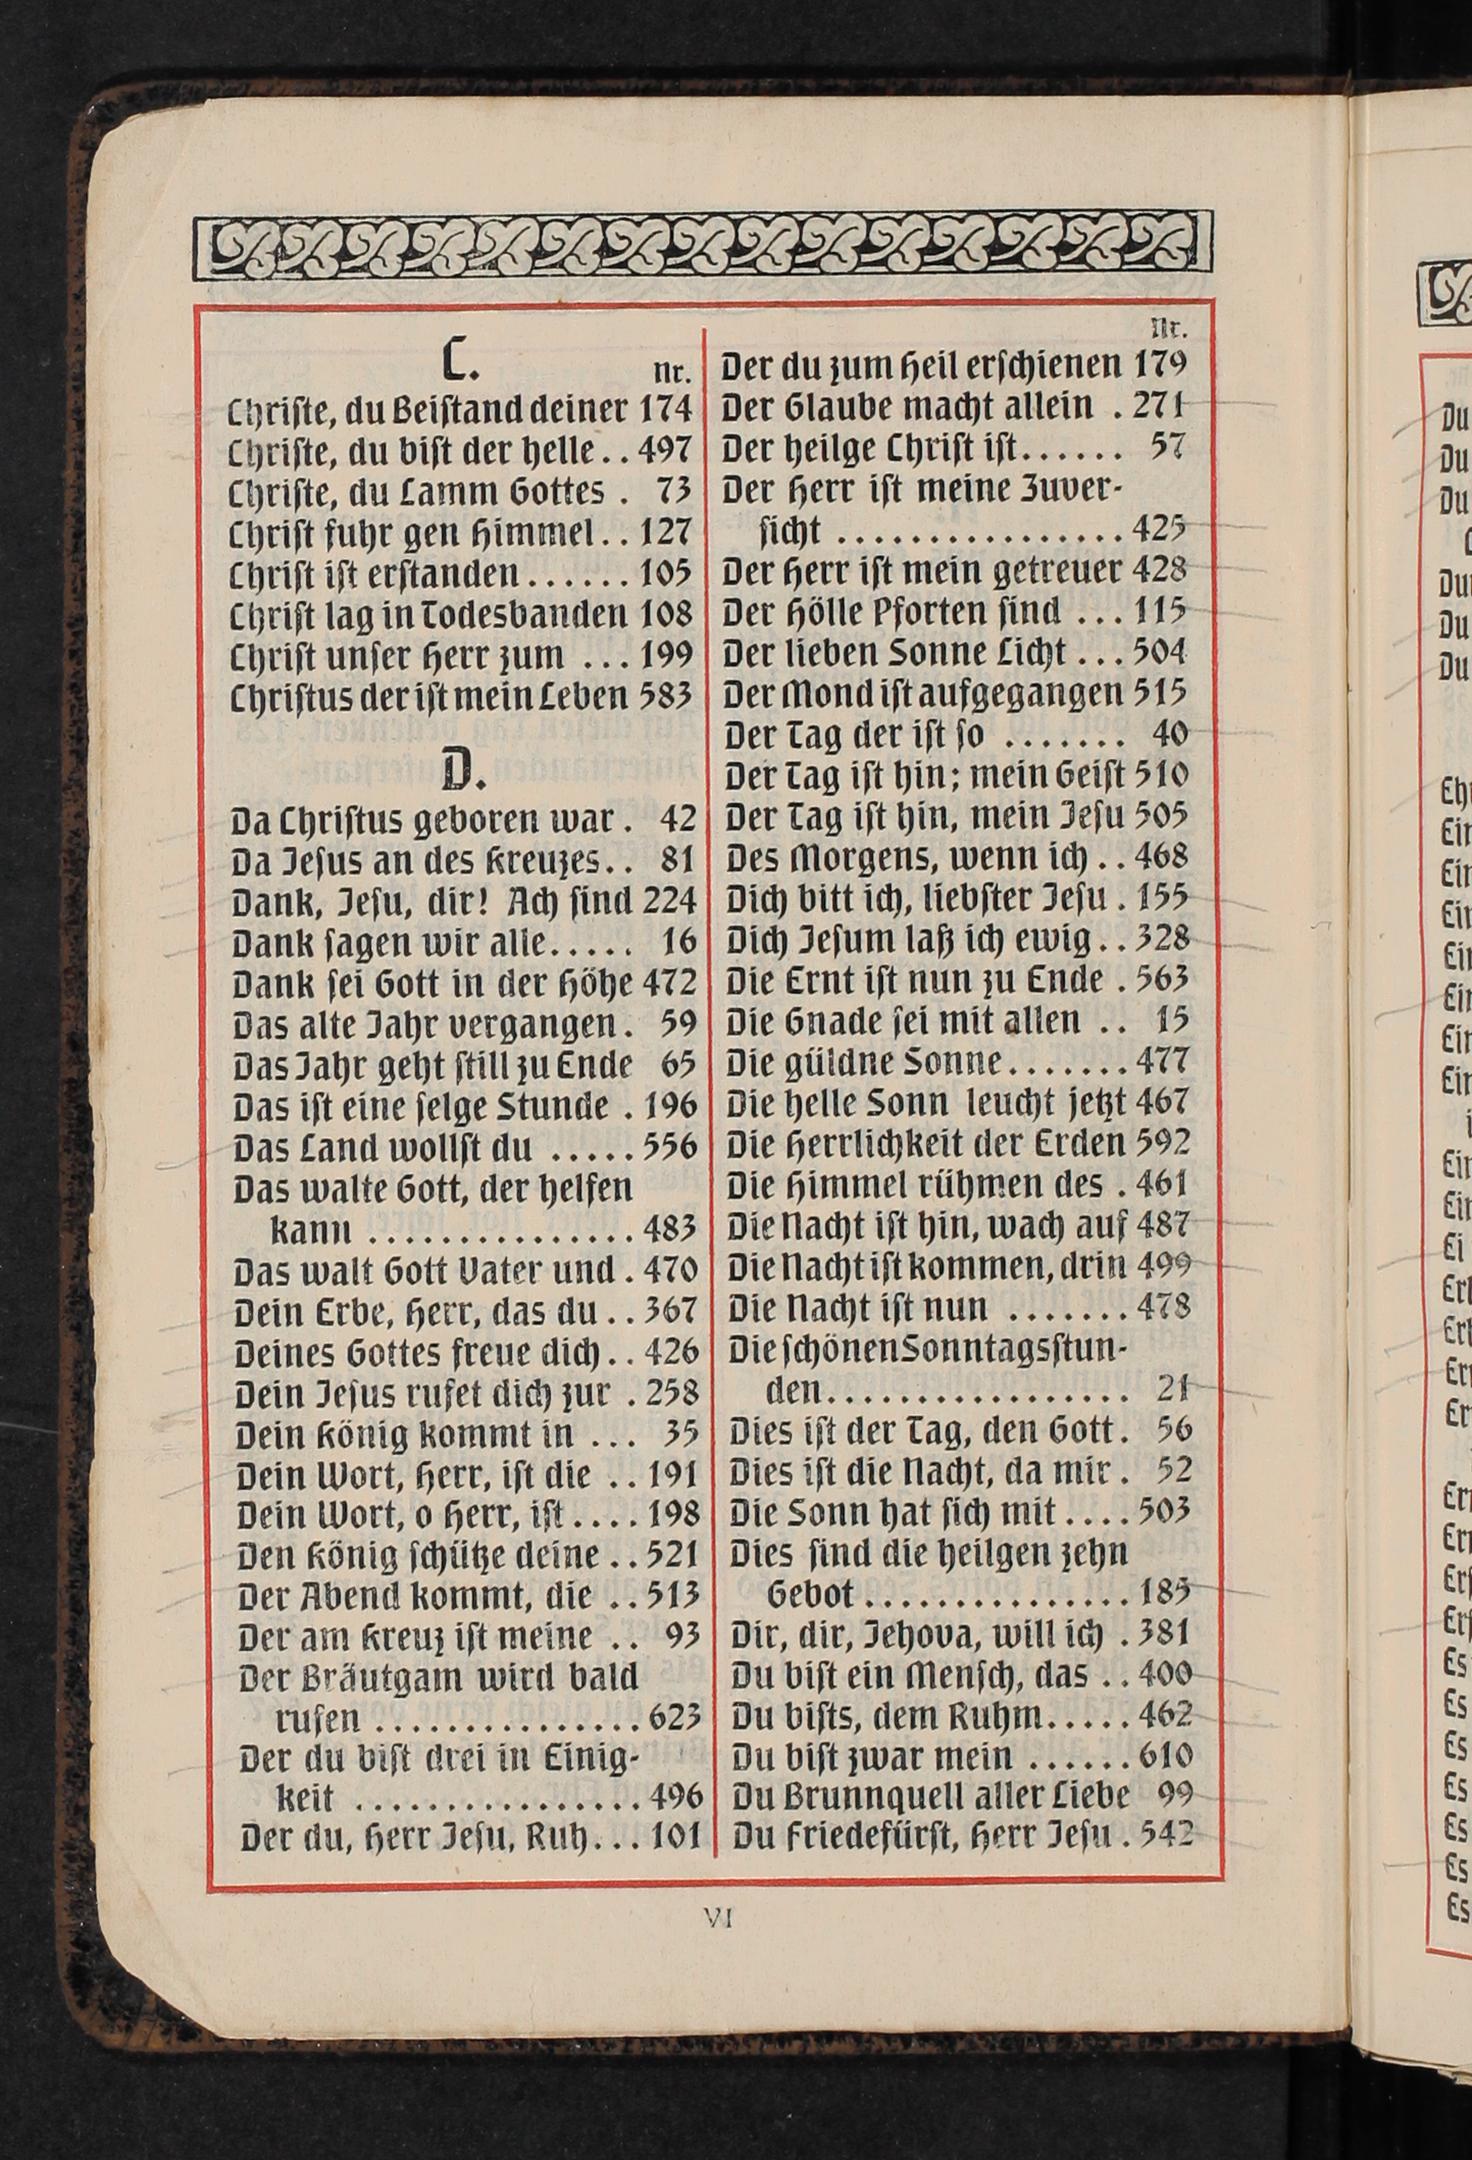 C.
Nr.
Chriſte, du Beiſtand deiner 174
Chriſte, du biſt der helle.. 497
Chriſte, du Lamm Gottes . 73
Chriſt fuhr gen Himmel.. 127
Chriſt iſt erſtanden...... 105
Chriſt lag in Todesbanden 108
Chriſt unſer Herr zum ... 199
Chriſtus der iſt mein Leben 583
D.
Da Chriſtus geboren war. 42
Da Jeſus an des Kreuzes.. 81
Dank, Jeſu, dir! Ach ſind 224
Dank ſagen wir alle..... 16
Dank ſei Gott in der Höhe 472
Das alte Jahr vergangen. 59
Das Jahr geht ſtill zu Ende 65
Das iſt eine ſelge Stunde . 196
Das Land wollſt du ..... 556
Das walte Gott, der helfen
kann ............... 483
Das walt Gott Vater und . 470
Dein Erbe, Herr, das du .. 367
Deines Gottes freue dich.. 426
Dein Jeſus rufet dich zur . 258
Dein König kommt in ... 35
Dein Wort, Herr, iſt die .. 191
Dein Wort, o Herr, iſt.... 198
Den König ſchütze deine .. 521
Der Abend kommt, die .. 513
Der am Kreuz iſt meine .. 93
Der Bräutgam wird bald
rufen ............... 623
Der du biſt drei in Einig-
keit ................ 496
Der du, Herr Jeſu, Ruh... 101
Nr.
Der du zum Heil erſchienen 179
Der Glaube macht allein . 271
Der heilge Chriſt iſt...... 57
Der Herr iſt meine Zuver-
ſicht ................ 425
Der Herr iſt mein getreuer 428
Der Hölle Pforten ſind ... 115
Der lieben Sonne Licht ... 504
Der Mond iſt aufgegangen 515
Der Tag der iſt ſo ....... 40
Der Tag iſt hin; mein Geiſt 510
Der Tag iſt hin, mein Jeſu 505
Des Morgens, wenn ich .. 468
Dich bitt ich, liebſter Jeſu . 155
Dich Jeſum laß ich ewig.. 328
Die Ernt iſt nun zu Ende . 563
Die Gnade ſei mit allen .. 15
Die güldne Sonne....... 477
Die helle Sonn leucht jetzt 467
Die Herrlichkeit der Erden 592
Die Himmel rühmen des . 461
Die Nacht iſt hin, wach auf 487
Die Nacht iſt kommen, drin 499
Die Nacht iſt nun ....... 478
Die ſchönen Sonntagsſtun-
den................. 21
Dies iſt der Tag, den Gott. 56
Dies iſt die Nacht, da mir. 52
Die Sonn hat ſich mit .... 503
Dies ſind die heilgen zehn
Gebot ............... 185
Dir, dir, Jehova, will ich . 381
Du biſt ein Menſch, das .. 400
Du biſts, dem Ruhm..... 462
Du biſt zwar mein ...... 610
Du Brunnquell aller Liebe 99
Du Friedefürſt, Herr Jeſu . 542
VI